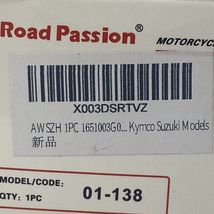 Road Passion®
MOTORCYC
X003DSRTVZ
AWSZH 1PC 1651003G0... Kymco Suzuki Models
新品
MODEL/CODE:
QTY: 1PC
01-138